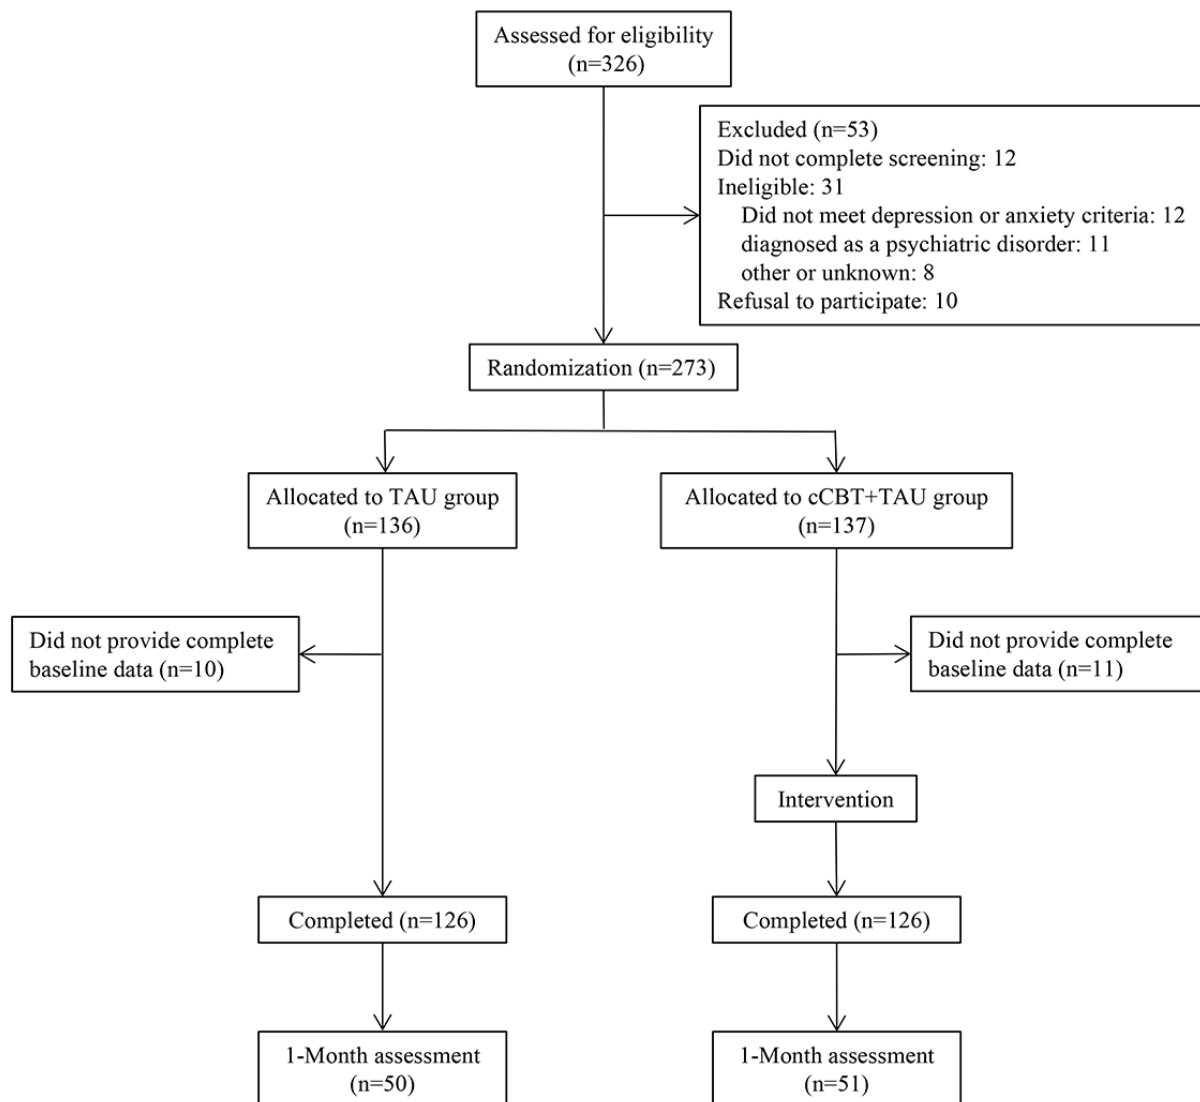 Assessed for eligibility
(n=326)
Excluded (n=53)
Did not complete screening: 12
Ineligible: 31
Did not meet depression or anxiety criteria: 12
diagnosed as a psychiatric disorder: 11
other or unknown: 8
Refusal to participate: 10
Randomization (n=273)
Allocated to TAU group
(n=136)
Allocated to cCBT+TAU group
(n=137)
Did not provide complete
baseline data (n=10)
Did not provide complete
baseline data (n=11)
Intervention
Completed (n=126)
Completed (n=126)
1-Month assessment
(n=50)
1-Month assessment
(n=51)